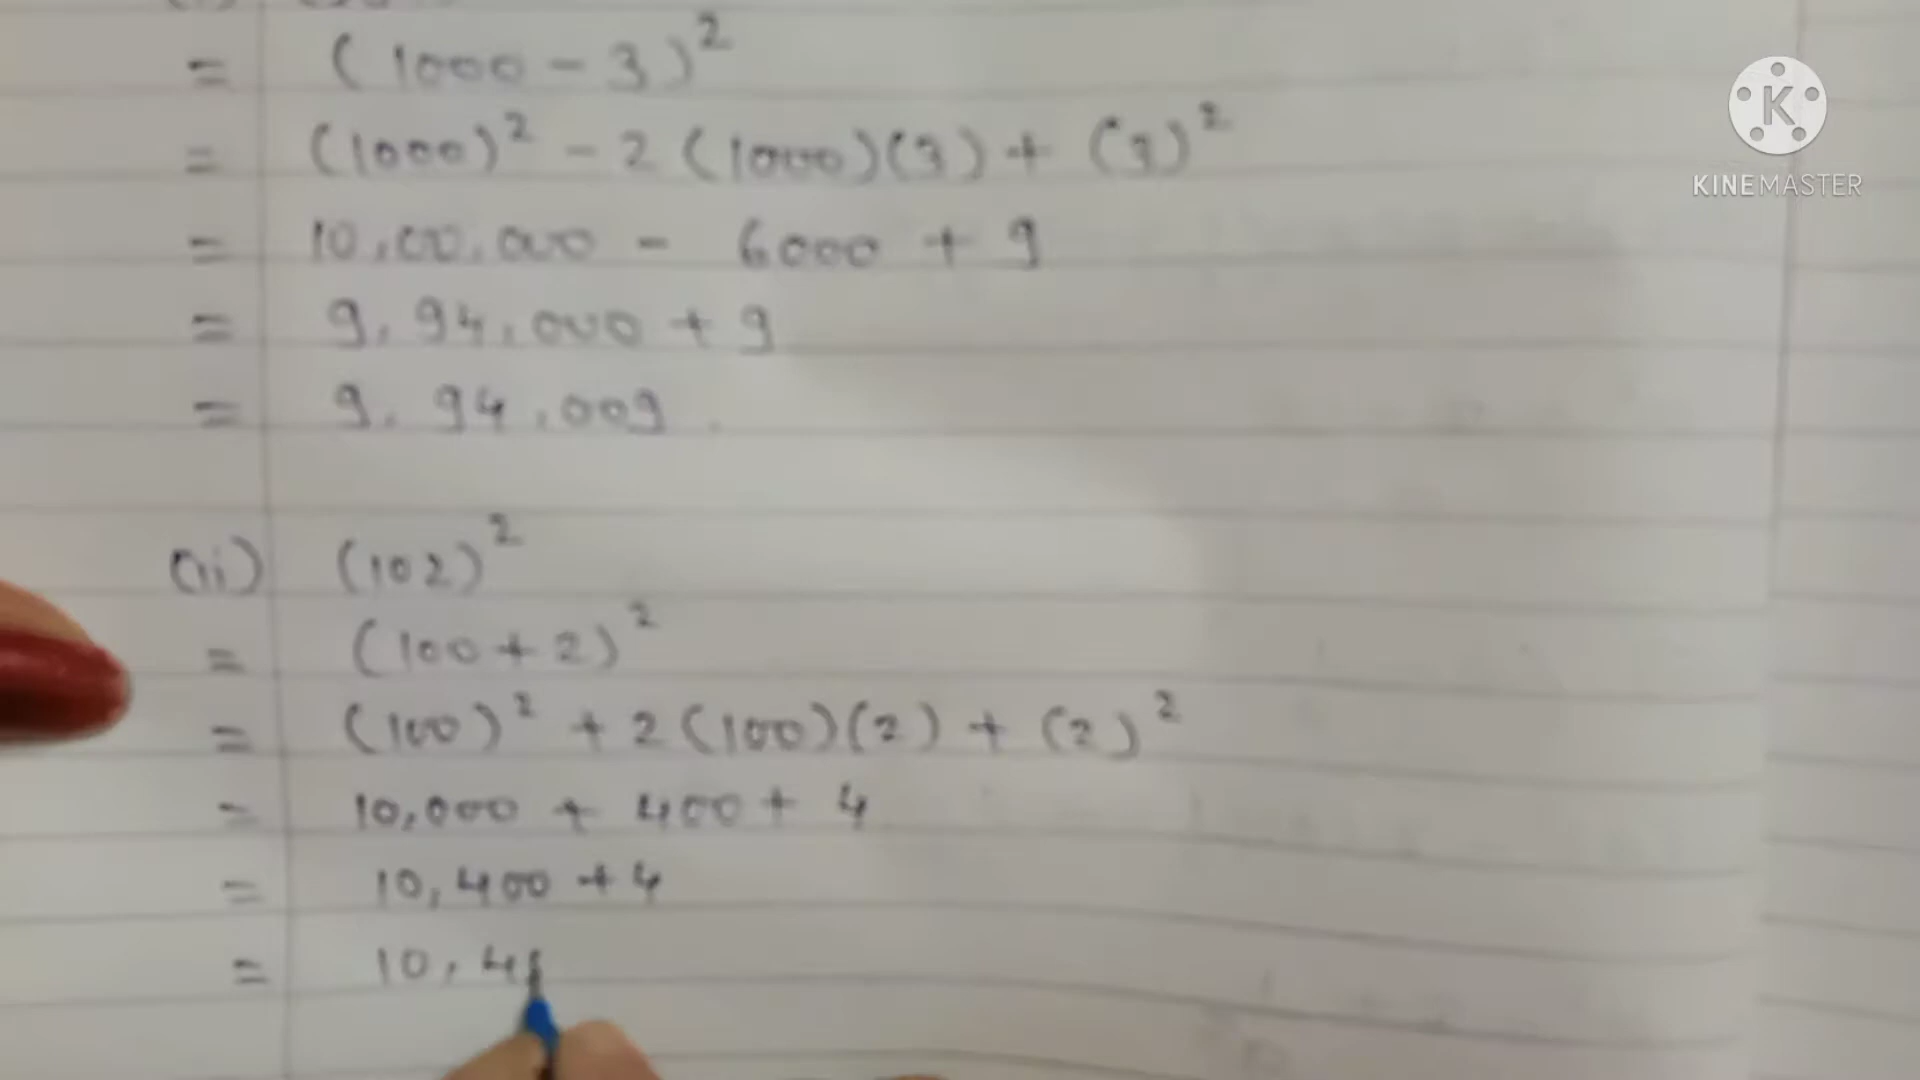 = (1000 - 3)²
= (1000)² - 2 (1000)(3) + (3)²
= 10,00,000 - 6000 + 9
= 9,94,000 + 9
= 9,94,009.
(ii) (102)²
= (100 + 2)²
= (100)² + 2 (100)(2) + (2)²
= 10,000 + 400 + 4
= 10,400 + 4
= 10,4
K
KINEMASTER